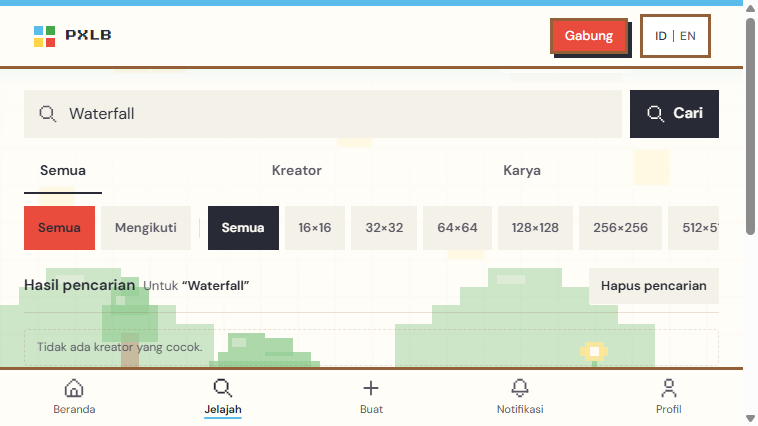 PXLB
Gabung
ID | EN
Waterfall
Cari
Semua
Kreator
Karya
Semua
Mengikuti
Semua
16×16
32×32
64×64
128×128
256×256
Hasil pencarian Untuk “Waterfall”
Hapus pencarian
Tidak ada kreator yang cocok.
Beranda
Jelajah
Buat
Notifikasi
Profil